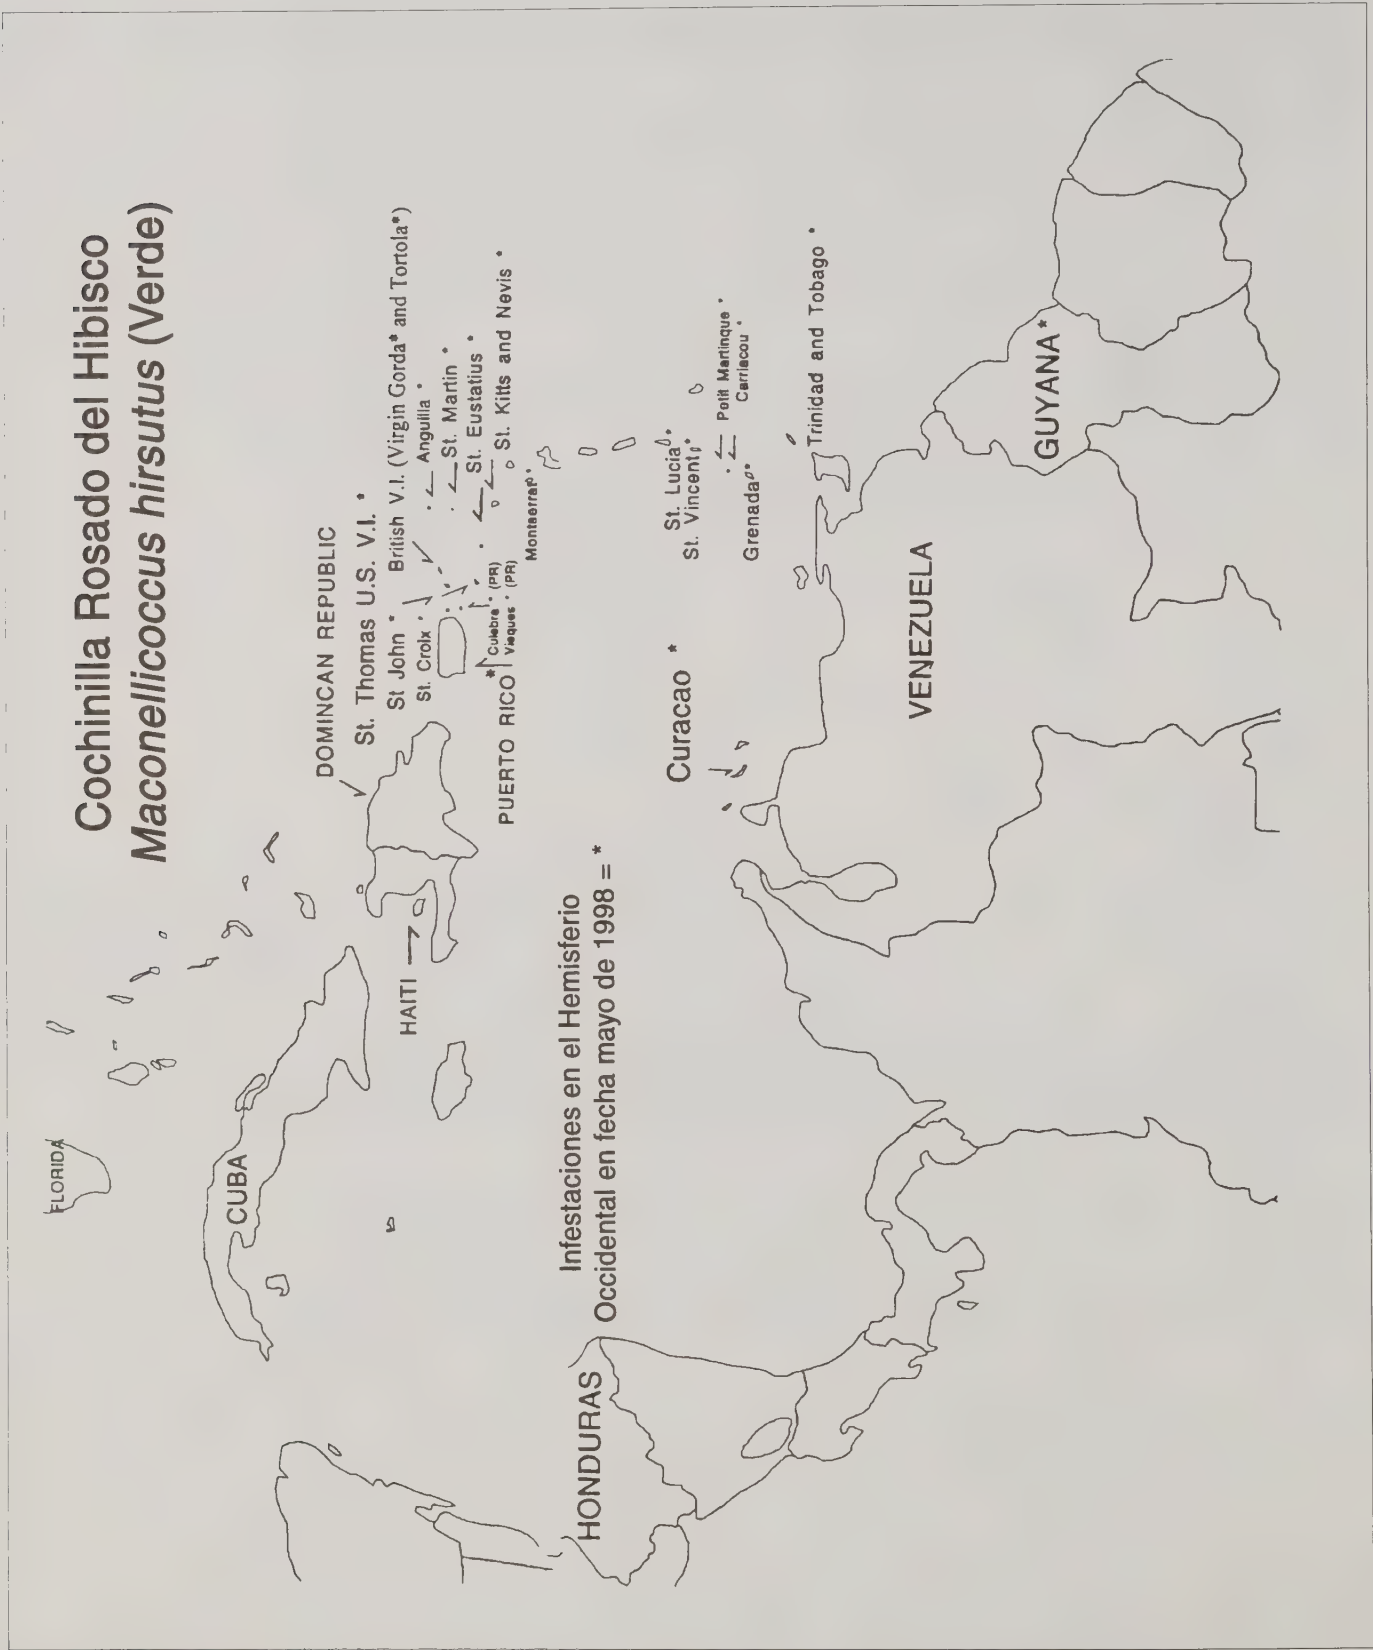 Cochinilla Rosado del Hibisco
Maconellicoccus hirsutus (Verde)
FLORIDA
CUBA
HAITI
DOMINCAN REPUBLIC
St. Thomas U.S. V.I. *
St John *
British V.I. (Virgin Gorda* and Tortola*)
St. Croix *
Anguilla *
St. Martin *
St. Eustatius *
St. Kitts and Nevis *
PUERTO RICO *
Culebra * (PR)
Vieques * (PR)
Montserrat *
Infestaciones en el Hemisferio
Occidental en fecha mayo de 1998 = *
HONDURAS
Curacao *
St. Lucia *
St. Vincent *
Petit Martinque *
Carriacou *
Grenada *
Trinidad and Tobago *
VENEZUELA
GUYANA*